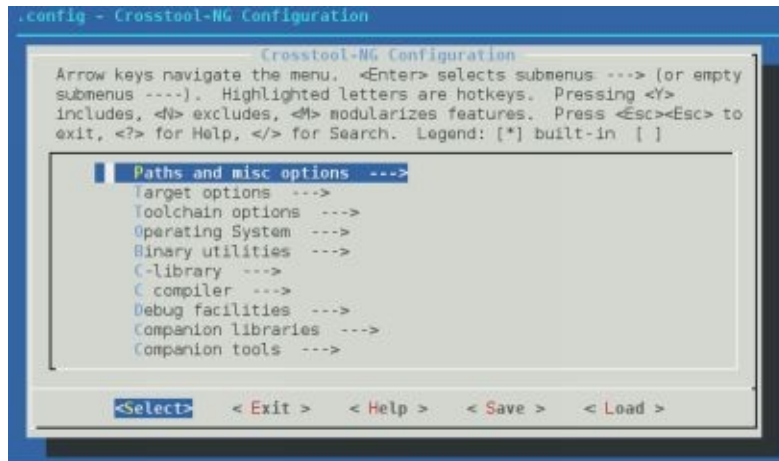 .config - Crosstool-NG Configuration
Crosstool-NG Configuration
Arrow keys navigate the menu. <Enter> selects submenus ---> (or empty
submenus ----). Highlighted letters are hotkeys. Pressing <Y>
includes, <N> excludes, <M> modularizes features. Press <Esc><Esc> to
exit, <?> for Help, </> for Search. Legend: [*] built-in [ ]
Paths and misc options --->
Target options --->
Toolchain options --->
Operating System --->
Binary utilities --->
C-library --->
C compiler --->
Debug facilities --->
Companion libraries --->
Companion tools --->
<Select> < Exit > < Help > < Save > < Load >